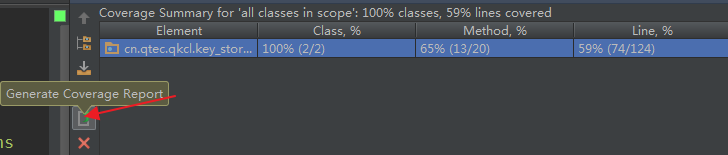 Coverage Summary for 'all classes in scope': 100% classes, 59% lines covered
Element Class, % Method, % Line, %
cn.qtec.qkcl.key_stor... 100% (2/2) 65% (13/20) 59% (74/124)
Generate Coverage Report
ns